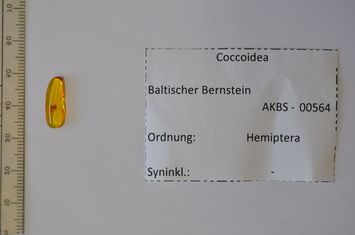 Coccoidea
Baltischer Bernstein
AKBS - 00564
Ordnung: Hemiptera
Syninkl.: -